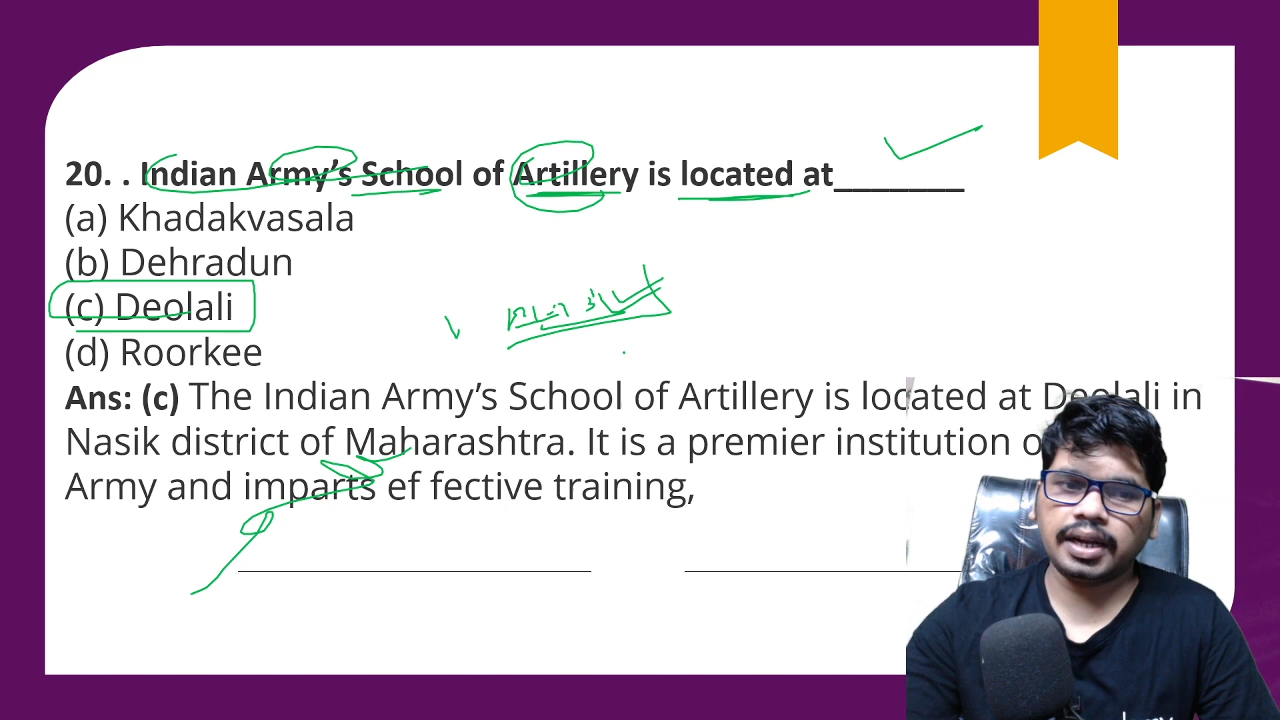 20. . Indian Army’s School of Artillery is located at_______
(a) Khadakvasala
(b) Dehradun
(c) Deolali
(d) Roorkee
Ans: (c) The Indian Army’s School of Artillery is located at Deolali in
Nasik district of Maharashtra. It is a premier institution
Army and imparts ef fective training,